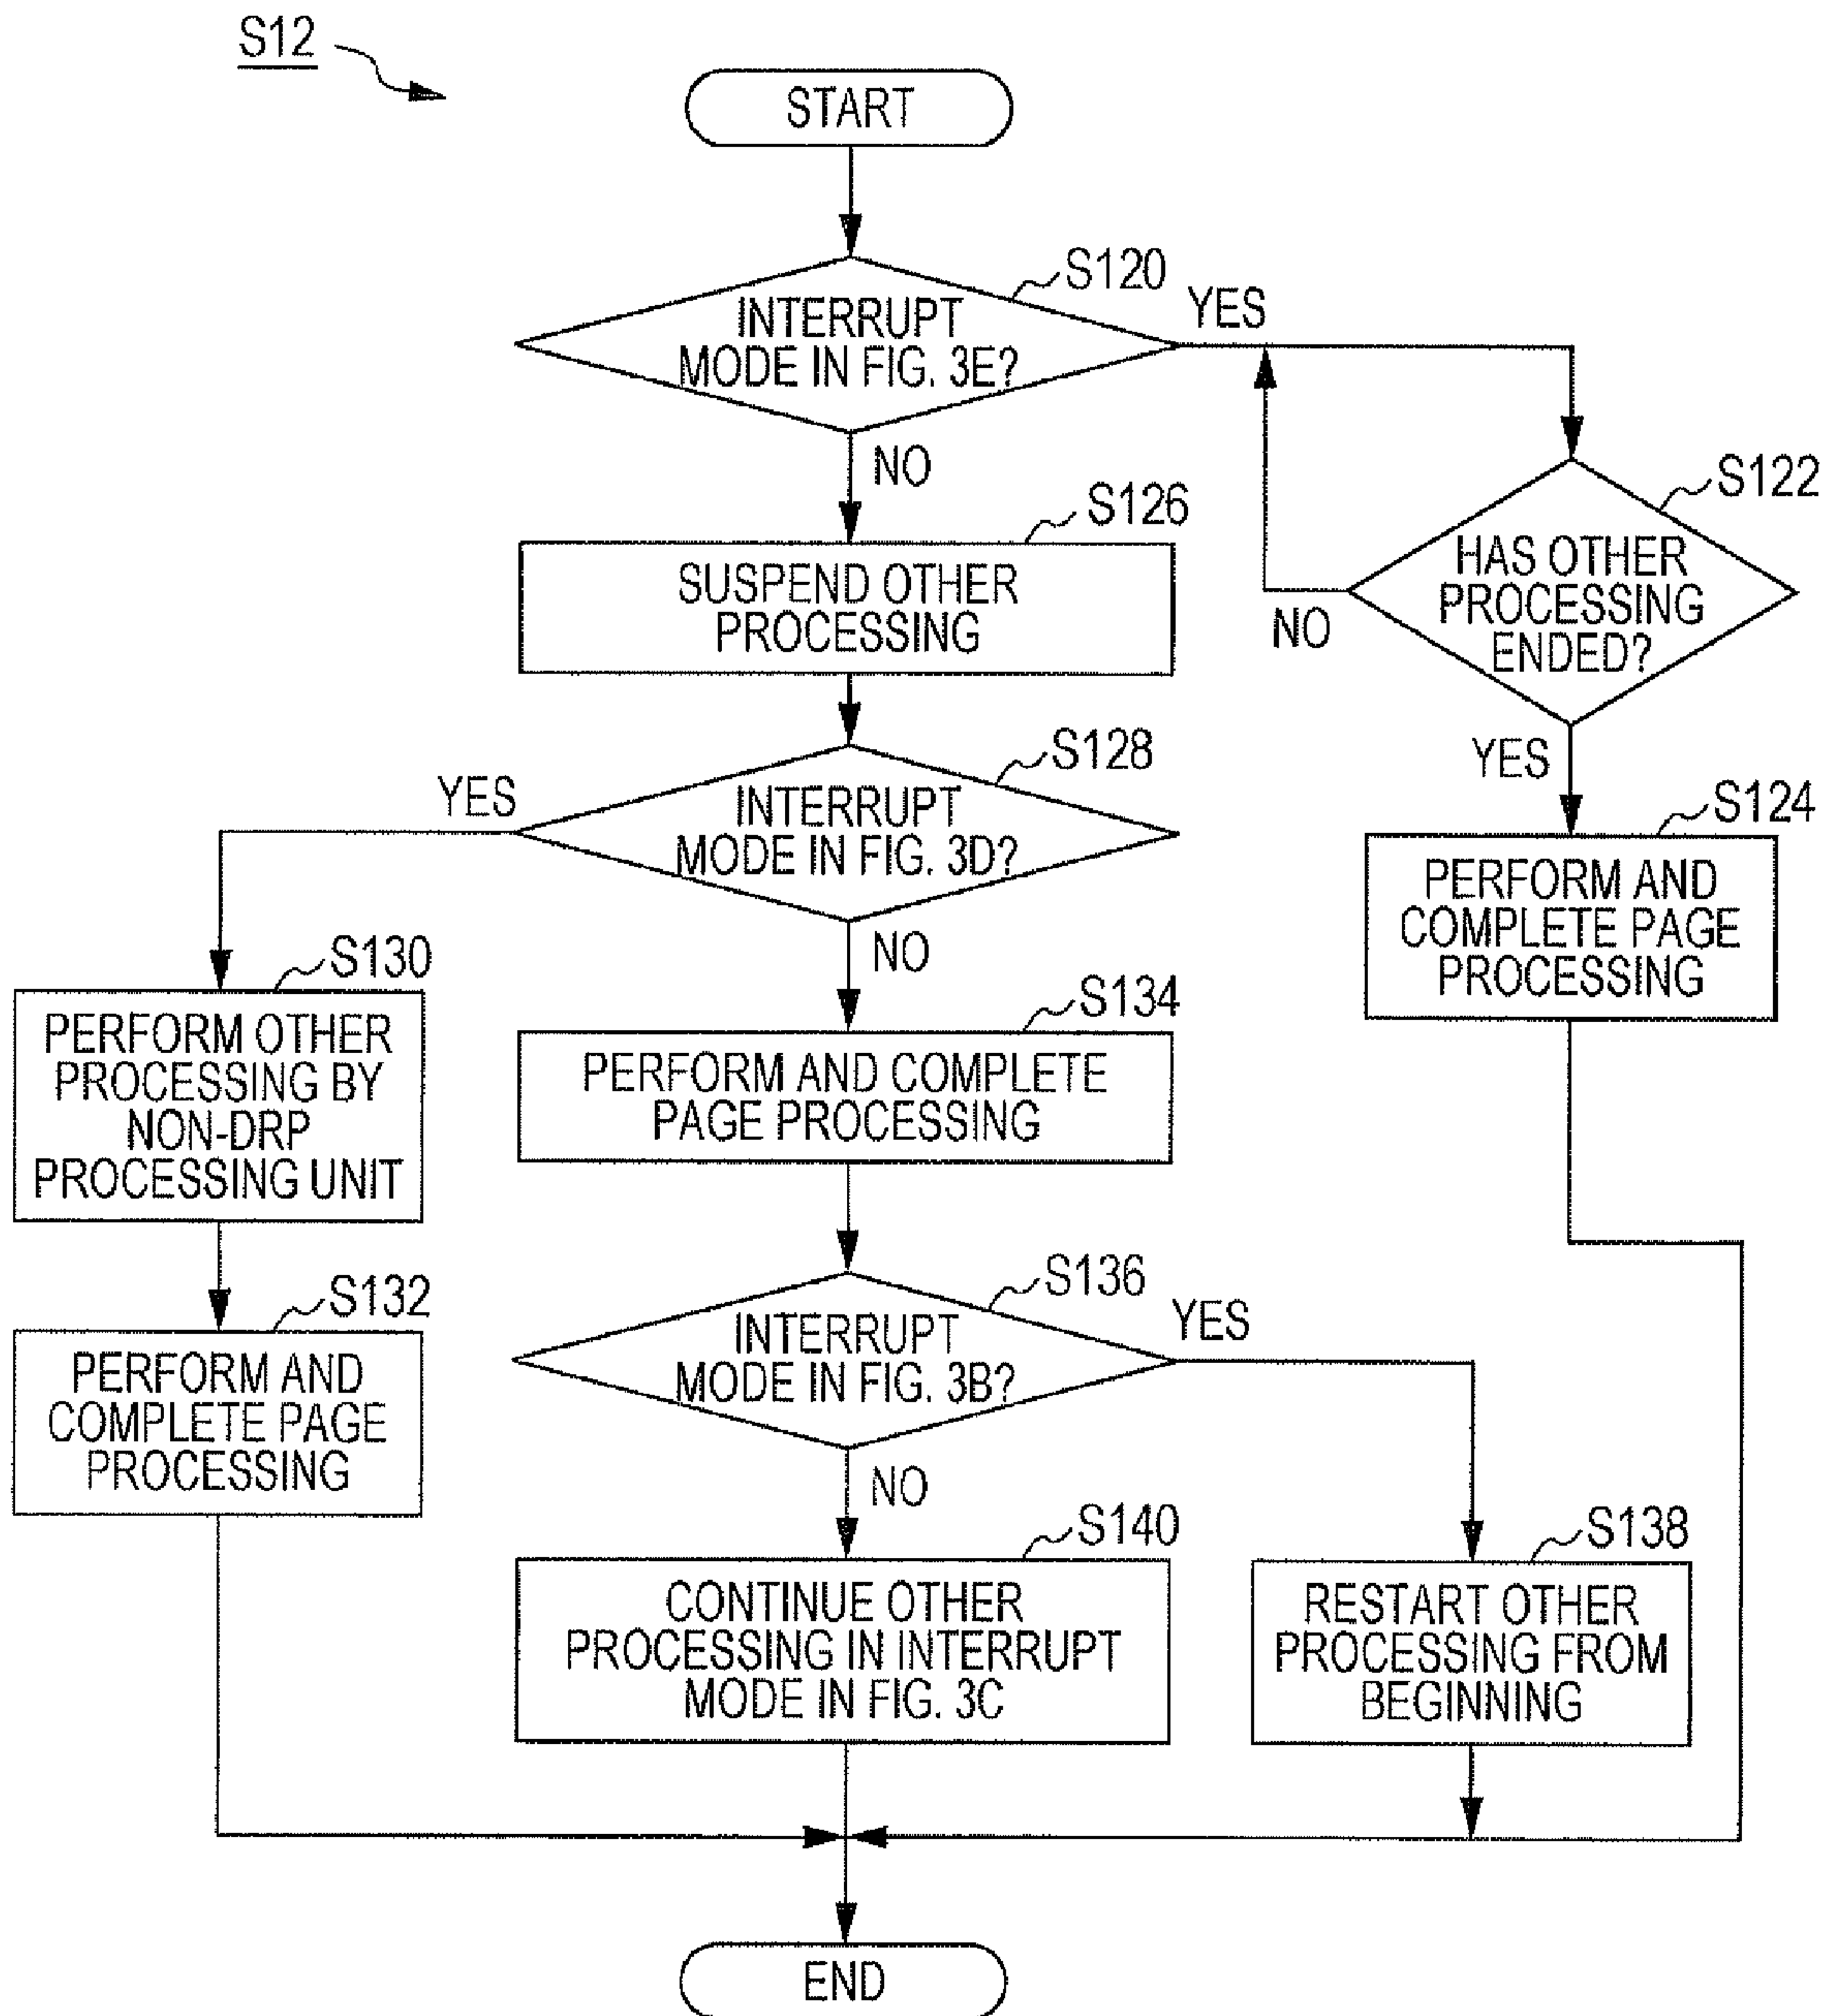 S12
START
S120
INTERRUPT
MODE IN FIG. 3E?
YES
NO
S122
HAS OTHER
PROCESSING
ENDED?
NO
YES
S126
SUSPEND OTHER
PROCESSING
S128
INTERRUPT
MODE IN FIG. 3D?
YES
NO
S124
PERFORM AND
COMPLETE PAGE
PROCESSING
S130
PERFORM OTHER
PROCESSING BY
NON-DRP
PROCESSING UNIT
S134
PERFORM AND COMPLETE
PAGE PROCESSING
S132
PERFORM AND
COMPLETE PAGE
PROCESSING
S136
INTERRUPT
MODE IN FIG. 3B?
YES
NO
S140
CONTINUE OTHER
PROCESSING IN INTERRUPT
MODE IN FIG. 3C
S138
RESTART OTHER
PROCESSING FROM
BEGINNING
END